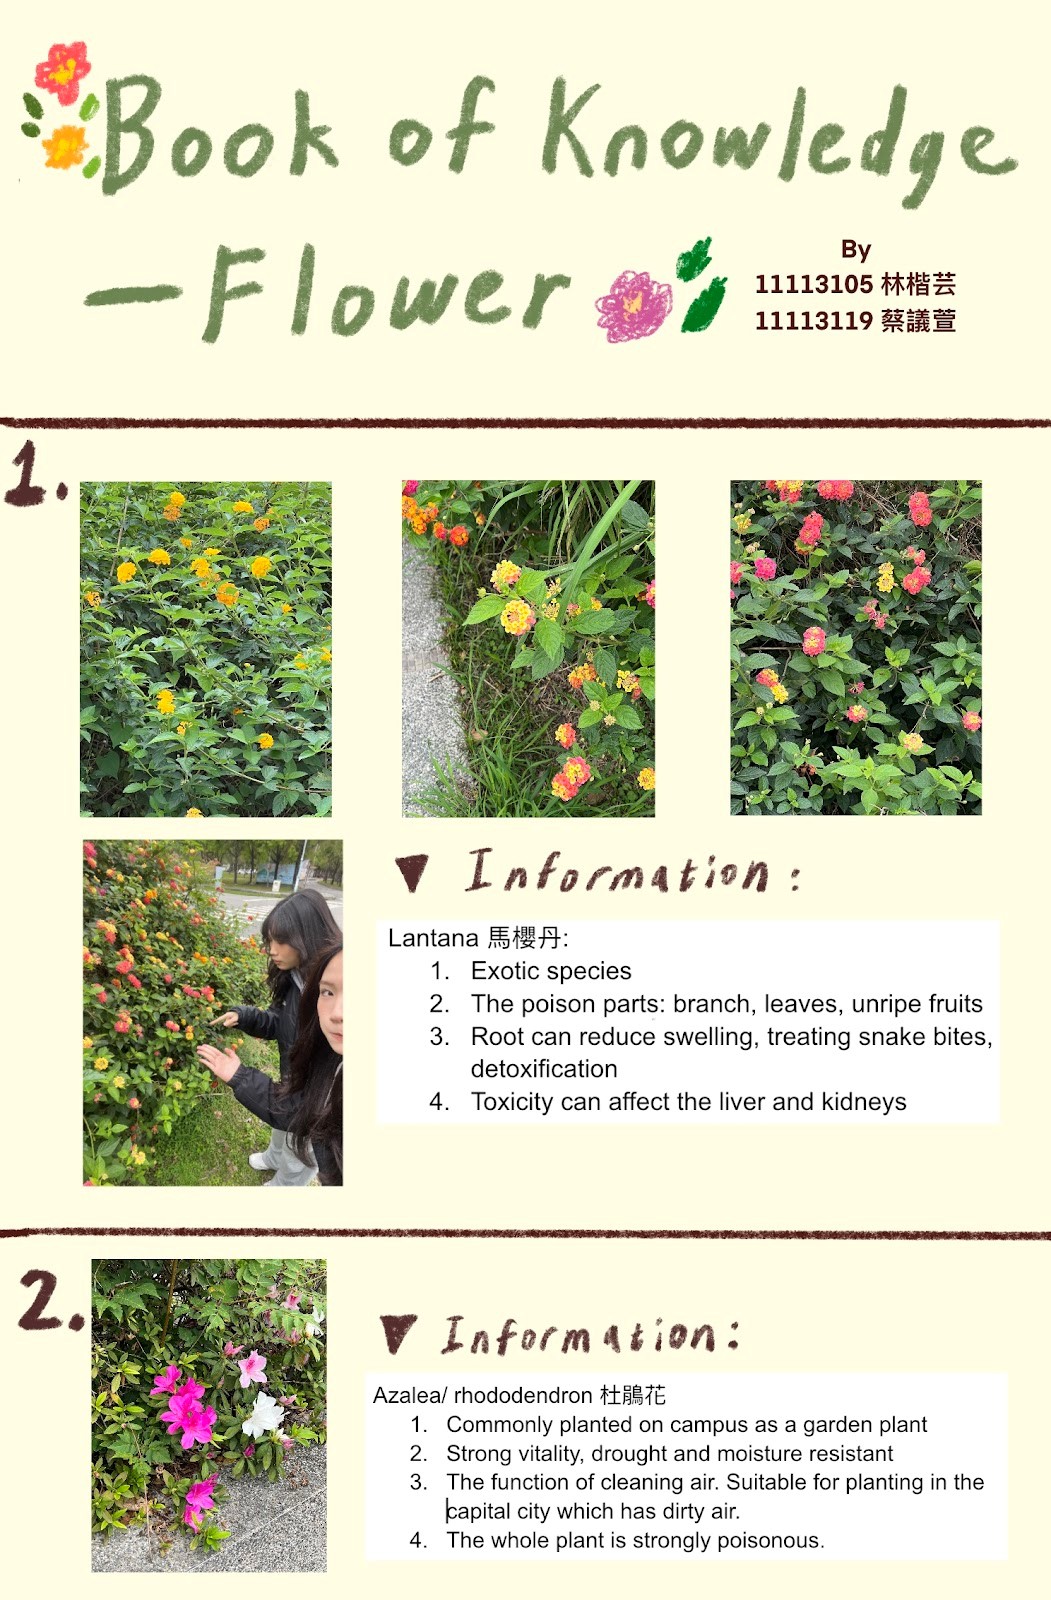 Book of Knowledge
—Flower
By
11113105 林楷芸
11113119 蔡議萱
1.
▼ Information:
Lantana 馬櫻丹:
1. Exotic species
2. The poison parts: branch, leaves, unripe fruits
3. Root can reduce swelling, treating snake bites,
detoxification
4. Toxicity can affect the liver and kidneys
2.
▼ Information:
Azalea/ rhododendron 杜鵑花
1. Commonly planted on campus as a garden plant
2. Strong vitality, drought and moisture resistant
3. The function of cleaning air. Suitable for planting in the
capital city which has dirty air.
4. The whole plant is strongly poisonous.